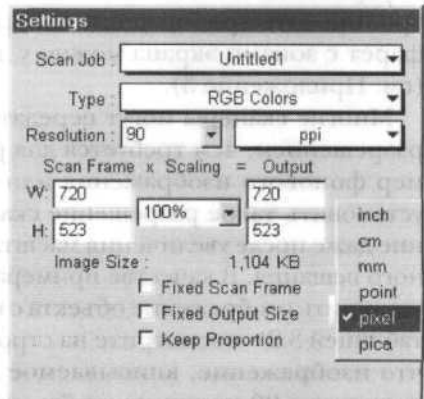 Settings
Scan Job : Untitled1
Type : RGB Colors
Resolution : 90 ppi
Scan Frame x Scaling = Output
W: 720 100% 720
H: 523 523
Image Size : 1,104 KB
Fixed Scan Frame
Fixed Output Size
Keep Proportion
inch
cm
mm
point
pixel
pica